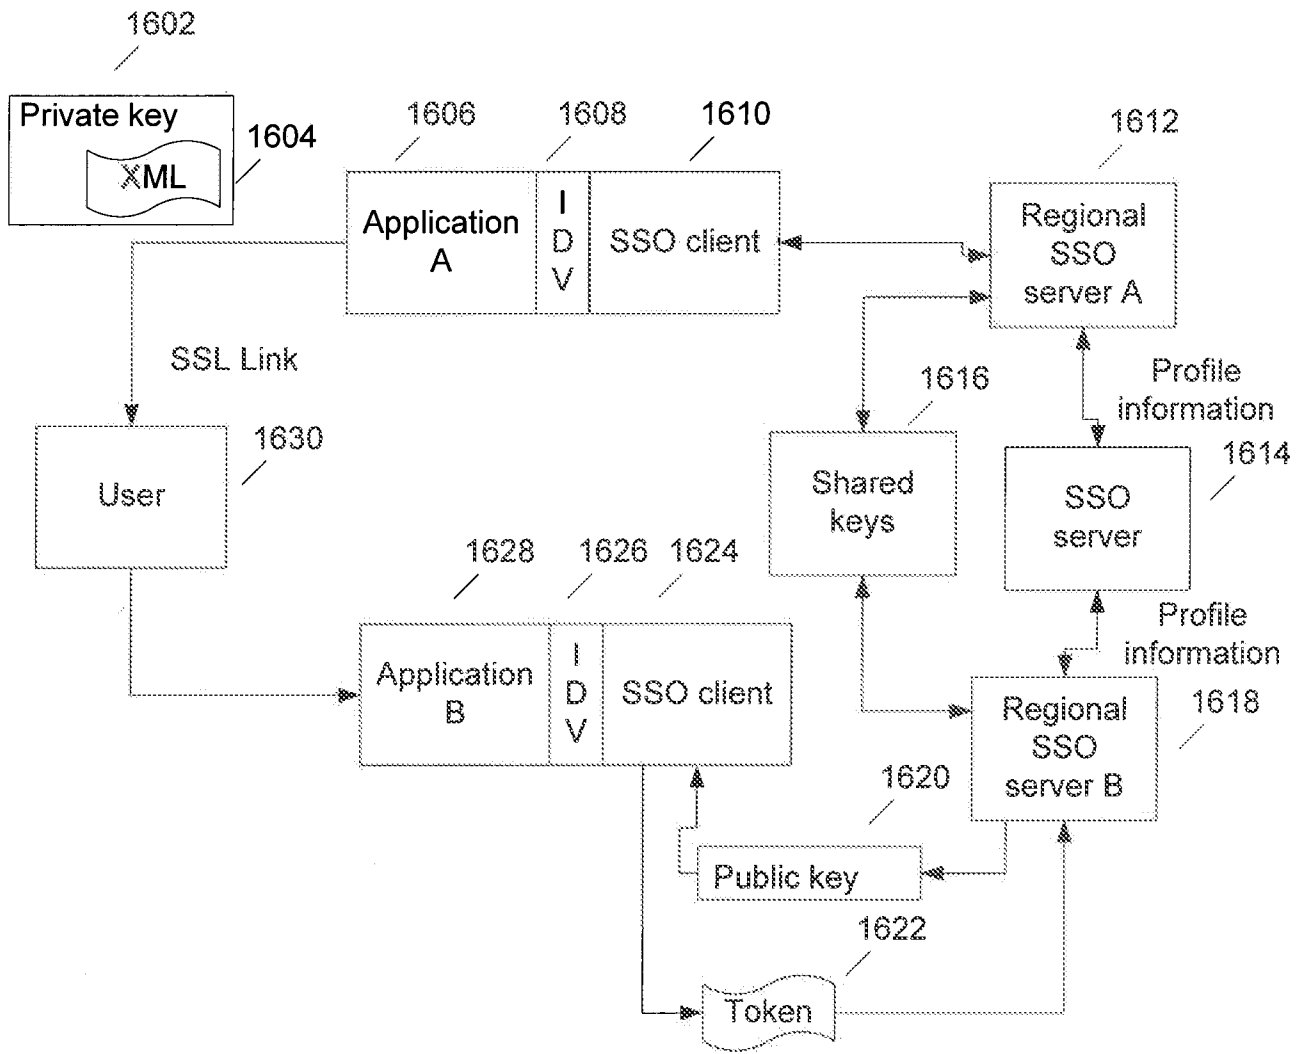 1602
Private key
1604
XML
1606
1608
1610
1612
Application
A
I
D
V
SSO client
Regional
SSO
server A
SSL Link
1616
Profile
information
1630
User
Shared
keys
1614
SSO
server
1628
1626
1624
Profile
information
Application
B
I
D
V
SSO client
1618
Regional
SSO
server B
1620
Public key
1622
Token